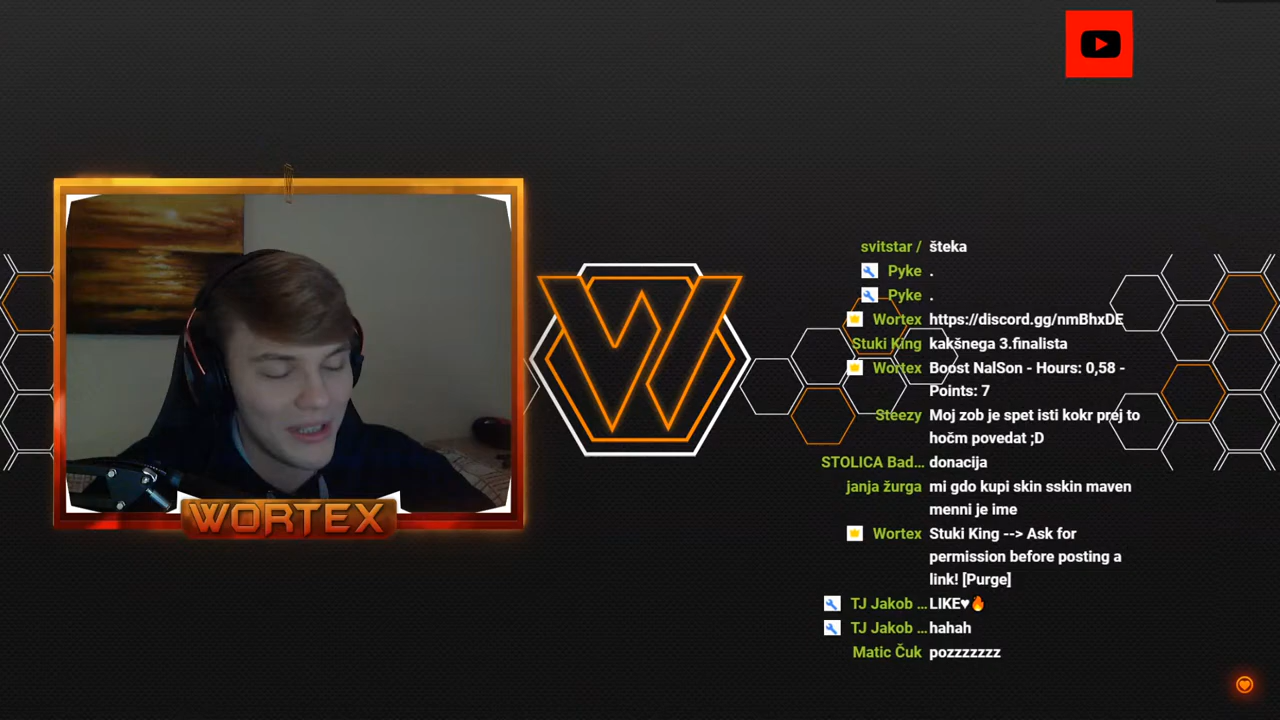 svitstar / šteka
Pyke .
Pyke .
Wortex https://discord.gg/nmBhxDE
Stuki King kakšnega 3.finalista
Wortex Boost NalSon - Hours: 0,58 -
Points: 7
Steezy Moj zob je spet isti kokr prej to
hočm povedat ;D
STOLICA Bad... donacija
janja žurga mi gdo kupi skin sskin maven
menni je ime
WORTEX
Wortex Stuki King --> Ask for
permission before posting a
link! [Purge]
TJ Jakob ... LIKE♥🔥
TJ Jakob ... hahah
Matic Čuk pozzzzzzz